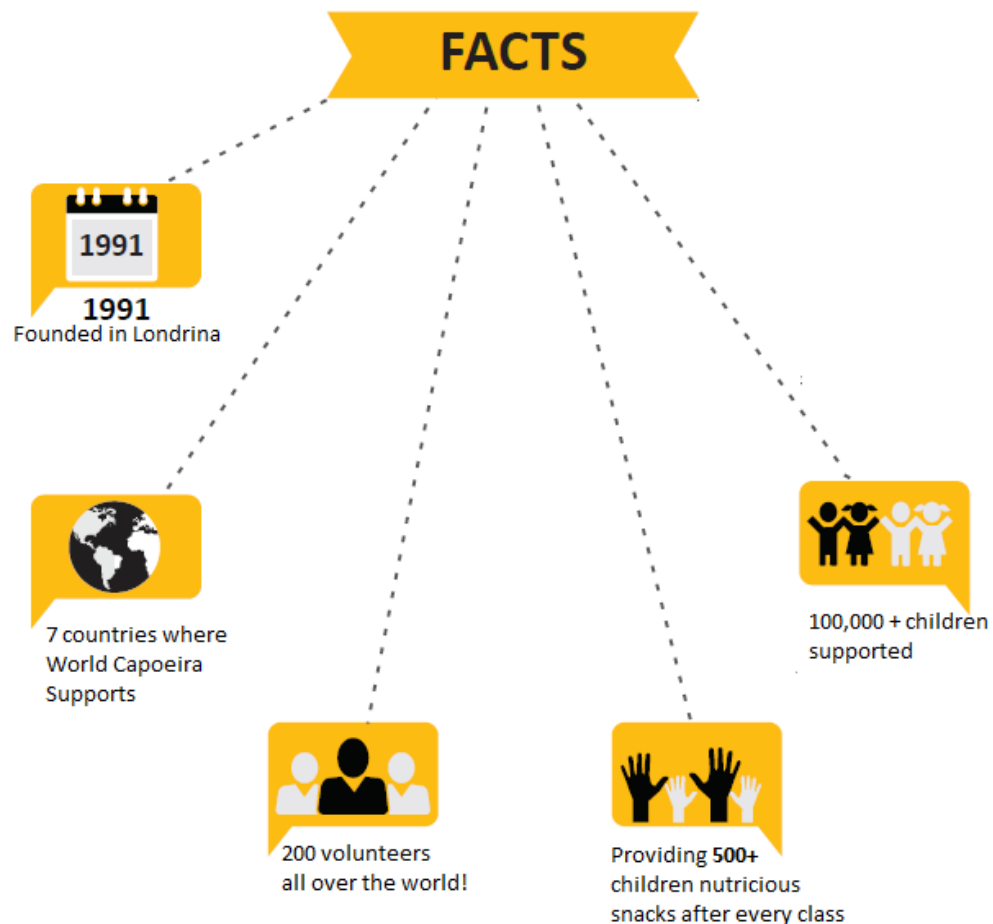 FACTS
1991
1991
Founded in Londrina
7 countries where
World Capoeira
Supports
200 volunteers
all over the world!
Providing 500+
children nutricious
snacks after every class
100,000 + children
supported